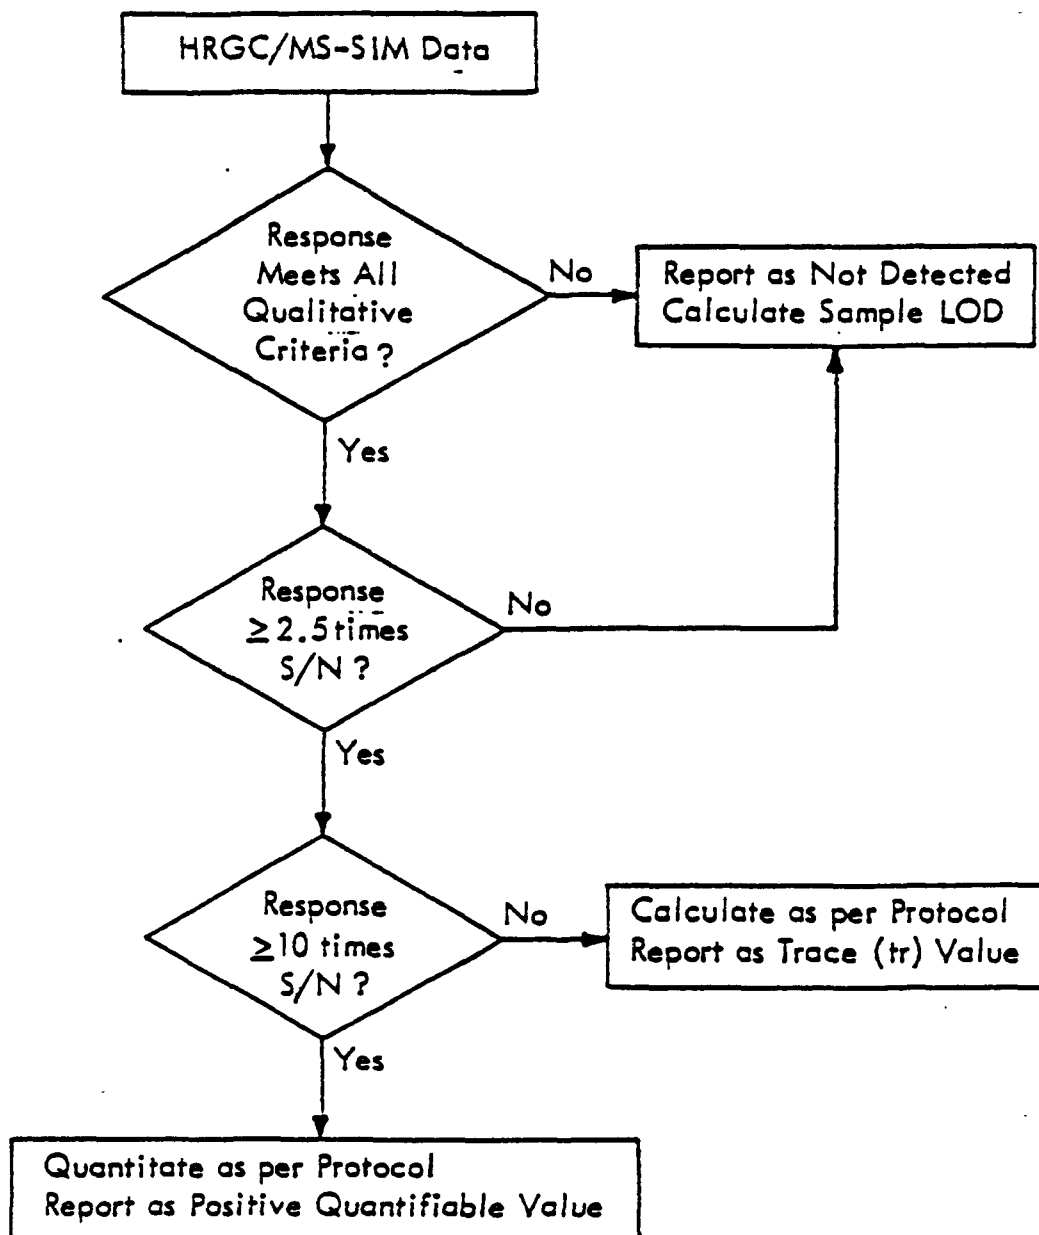 HRGC/MS-SIM Data
Response
Meets All
Qualitative
Criteria?
No
Report as Not Detected
Calculate Sample LOD
Yes
Response
≥2.5 times
S/N?
No
Yes
Response
≥10 times
S/N?
No
Calculate as per Protocol
Report as Trace (tr) Value
Yes
Quantitate as per Protocol
Report as Positive Quantifiable Value